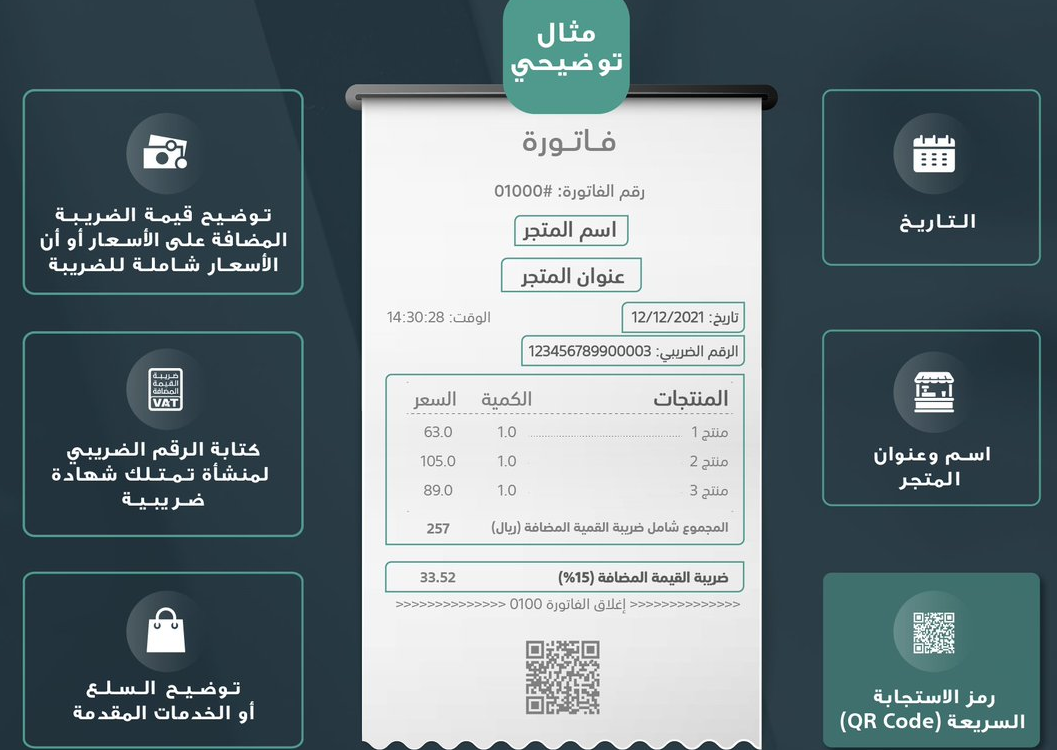 مثال
توضيحي
فاتورة
رقم الفاتورة: #01000
اسم المتجر
عنوان المتجر
تاريخ: 12/12/2021 الوقت: 14:30:28
الرقم الضريبي: 123456789900003
المنتجات الكمية السعر
منتج 1 1.0 63.0
منتج 2 1.0 105.0
منتج 3 1.0 89.0
المجموع شامل ضريبة القمية المضافة (ريال) 257
ضريبة القيمة المضافة (15%) 33.52
>>>>>>>>>>>>>> إغلاق الفاتورة 0100 <<<<<<<<<<<<<<
التاريخ
اسم وعنوان
المتجر
رمز الاستجابة
السريعة (QR Code)
توضيح قيمة الضريبة
المضافة على الأسعار أو أن
الأسعار شاملة للضريبة
ضريبة
القيمة
المضافة
VAT
كتابة الرقم الضريبي
لمنشأة تمتلك شهادة
ضريبية
توضيح السلع
أو الخدمات المقدمة